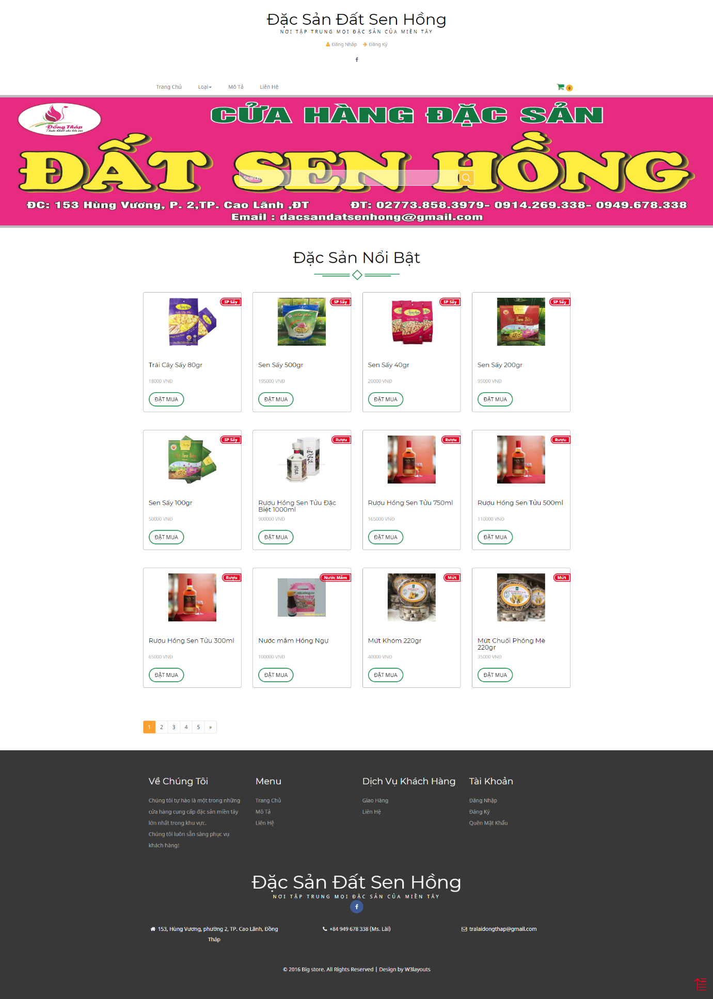 Đặc Sản Đất Sen Hồng
NƠI TẬP TRUNG MỌI ĐẶC SẢN CỦA MIỀN TÂY
Đăng Nhập Đăng Ký
Trang Chủ Loại Mô Tả Liên Hệ 0
CỬA HÀNG ĐẶC SẢN
Đồng Tháp
ĐẤT SEN HỒNG
Search
ĐC: 153 Hùng Vương, P. 2,TP. Cao Lãnh ,ĐT ĐT: 02773.858.3979- 0914.269.338- 0949.678.338
Email : dacsandatsenhong@gmail.com
Đặc Sản Nổi Bật
SP Sấy SP Sấy SP Sấy SP Sấy
Trái Cây Sấy 80gr Sen Sấy 500gr Sen Sấy 40gr Sen Sấy 200gr
18000 VNĐ 195000 VNĐ 20000 VNĐ 95000 VNĐ
ĐẶT MUA ĐẶT MUA ĐẶT MUA ĐẶT MUA
SP Sấy Rượu Rượu Rượu
Sen Sấy 100gr Rượu Hồng Sen Tửu Đặc Biệt 1000ml Rượu Hồng Sen Tửu 750ml Rượu Hồng Sen Tửu 500ml
50000 VNĐ 900000 VNĐ 165000 VNĐ 110000 VNĐ
ĐẶT MUA ĐẶT MUA ĐẶT MUA ĐẶT MUA
Rượu Nước Mắm Mứt Mứt
Rượu Hồng Sen Tửu 300ml Nước mắm Hồng Ngự Mứt Khóm 220gr Mứt Chuối Phồng Mè 220gr
65000 VNĐ 100000 VNĐ 40000 VNĐ 35000 VNĐ
ĐẶT MUA ĐẶT MUA ĐẶT MUA ĐẶT MUA
1 2 3 4 5 »
Về Chúng Tôi
Chúng tôi tự hào là một trong những
cửa hàng cung cấp đặc sản miền tây
lớn nhất trong khu vực.
Chúng tôi luôn sẵn sàng phục vụ
khách hàng!
Menu
Trang Chủ
Mô Tả
Liên Hệ
Dịch Vụ Khách Hàng
Giao Hàng
Liên Hệ
Tài Khoản
Đăng Nhập
Đăng Ký
Quên Mật Khẩu
Đặc Sản Đất Sen Hồng
NƠI TẬP TRUNG MỌI ĐẶC SẢN CỦA MIỀN TÂY
153, Hùng Vương, phường 2, TP. Cao Lãnh, Đồng
Tháp
+84 949 678 338 (Ms. Lài)
tralaidongthap@gmail.com
© 2016 Big store. All Rights Reserved | Design by W3layouts